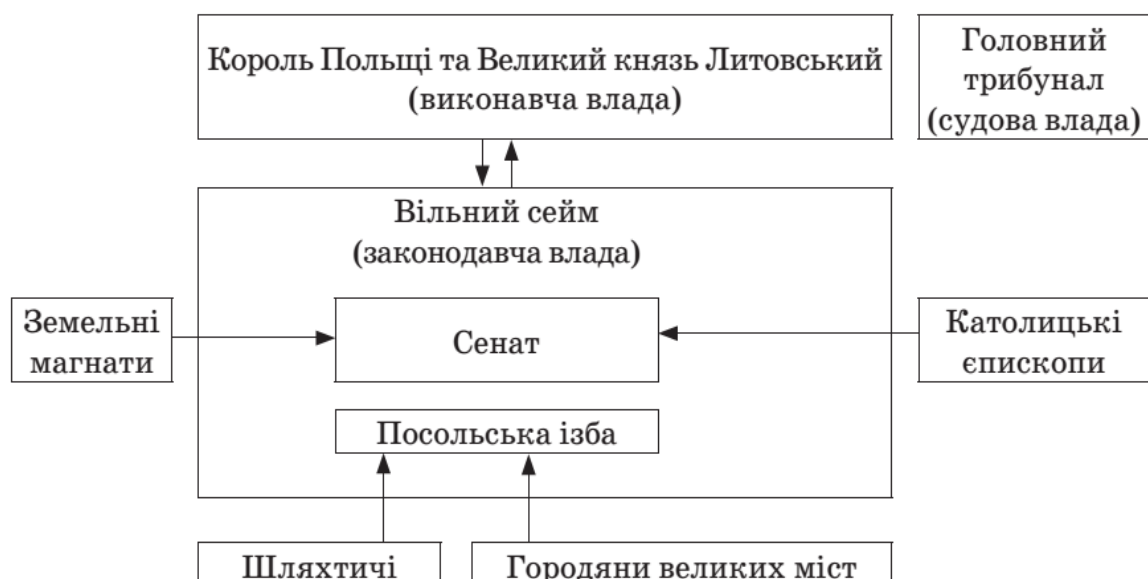 Король Польщі та Великий князь Литовський
(виконавча влада)
Головний
трибунал
(судова влада)
Вільний сейм
(законодавча влада)
Земельні
магнати
Сенат
Католицькі
єпископи
Посольська ізба
Шляхтичі
Городяни великих міст